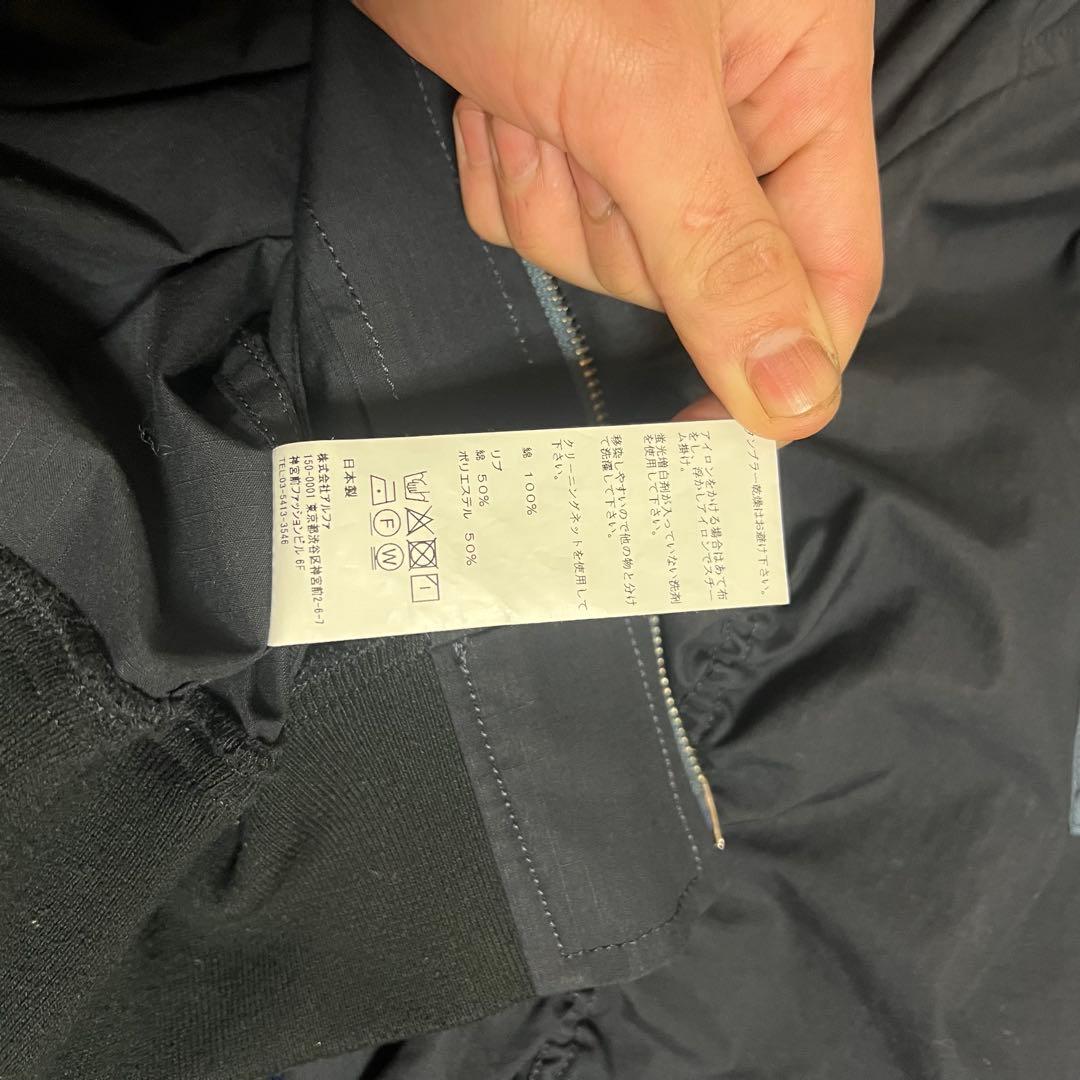 ンブラー乾燥はお避け下さい。
アイロンをかける場合はあて布
をし、浮かしアイロンでスチー
ム掛け。
蛍光増白剤が入っていない洗剤
を使用して下さい。
移染しやすいので他の物と分け
て洗濯して下さい。
クリーニングネットを使用して
下さい。
綿 100%
リブ
綿 50%
ポリエステル 50%
F W
日本製
株式会社アルファ
150-0001 東京都渋谷区神宮前2-6-7
神宮前ファッションビル 6F
TEL03-5413-3546